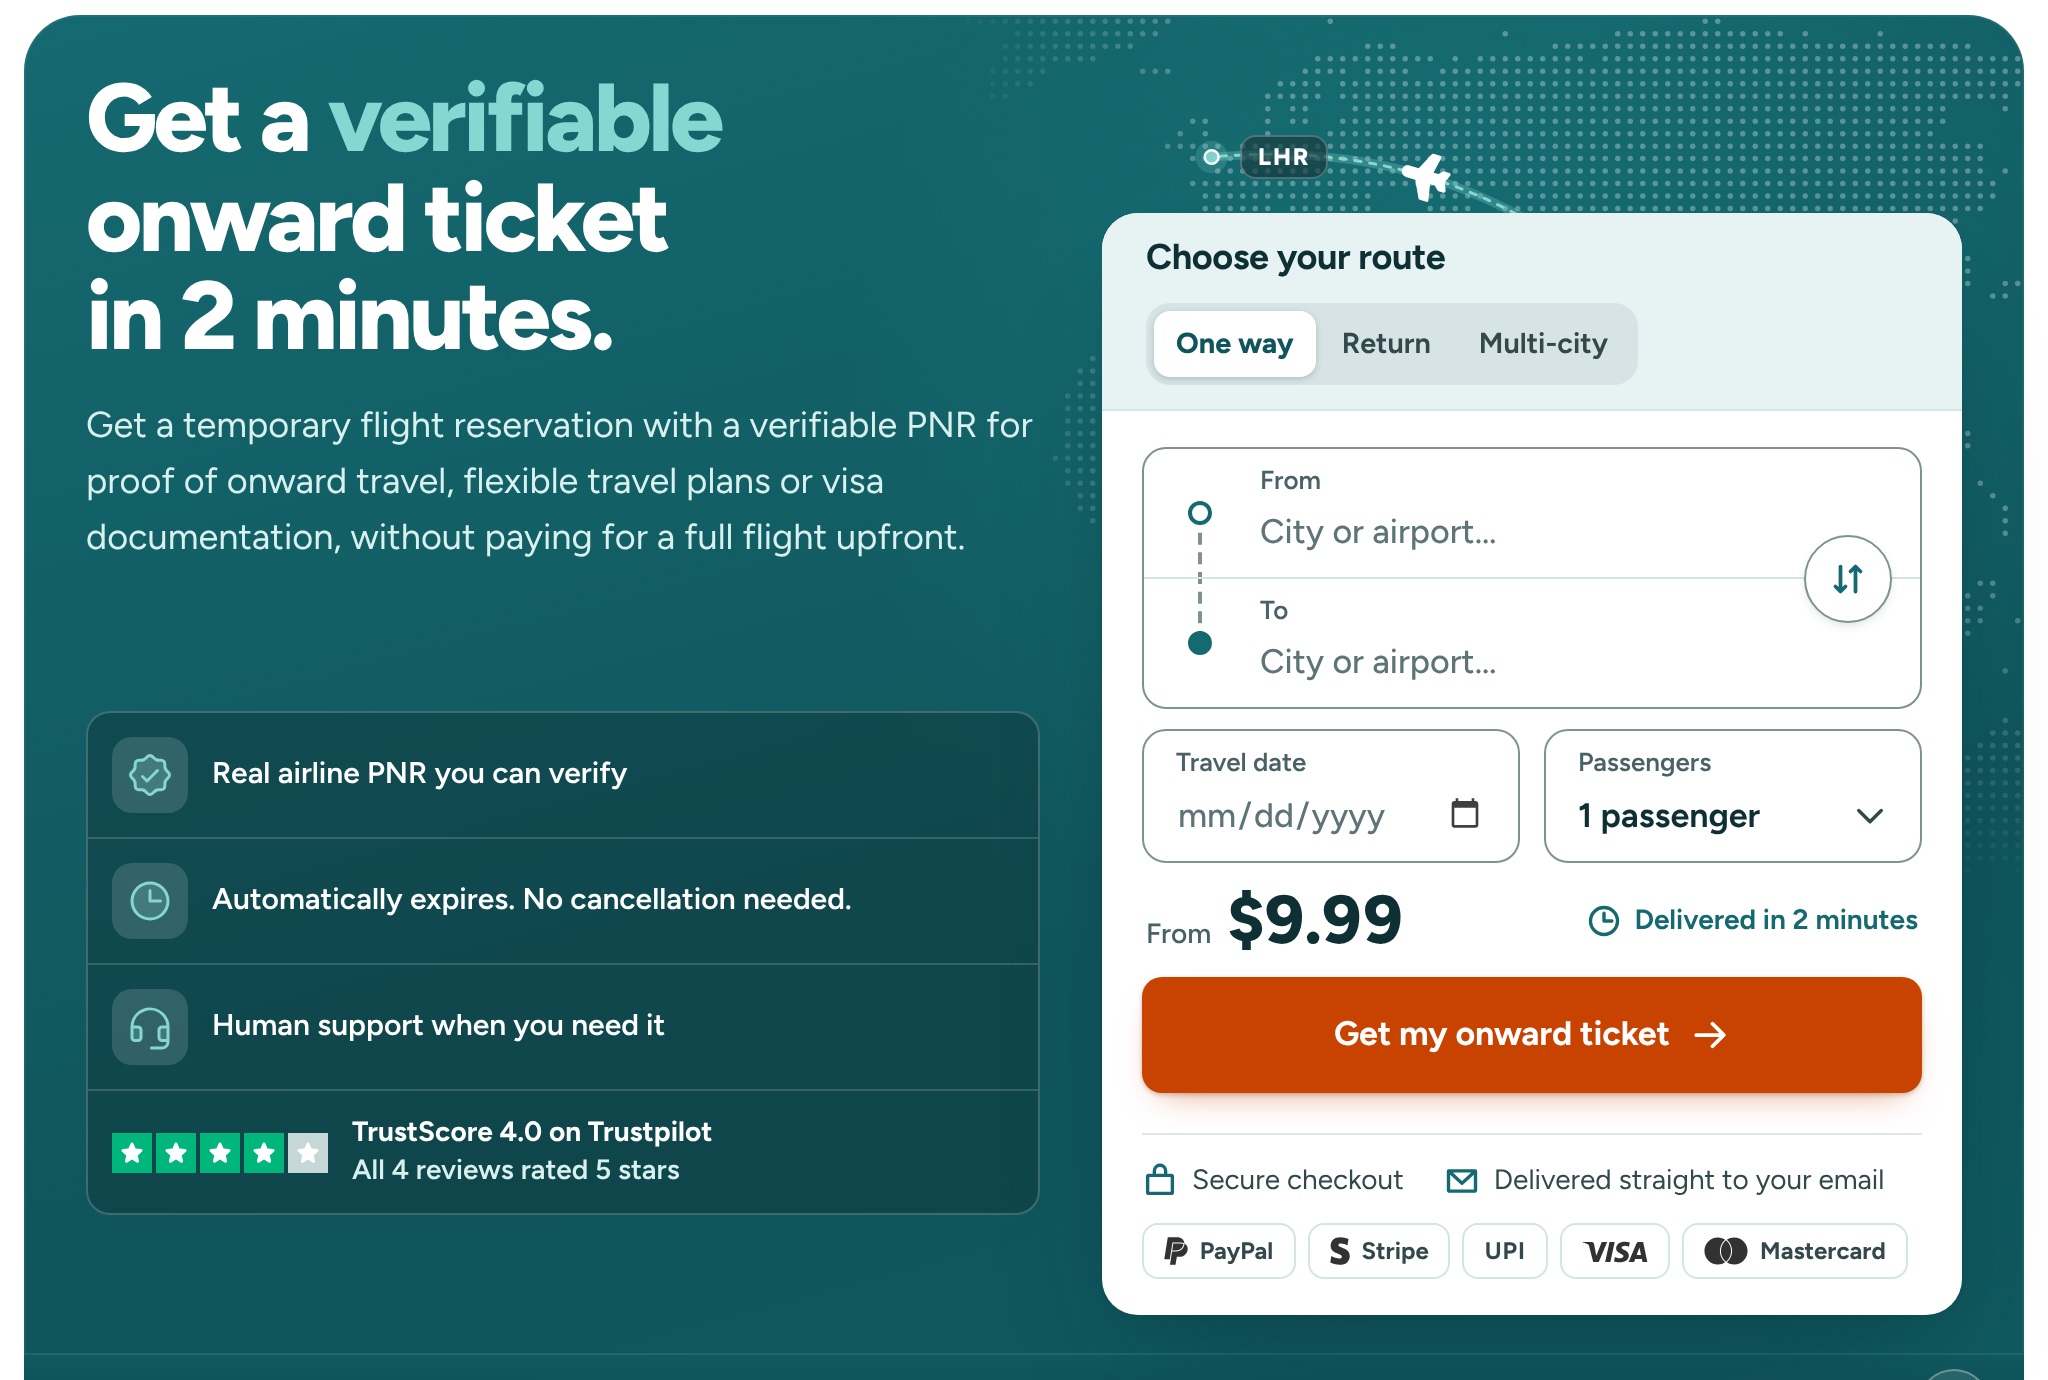 Get a verifiable
onward ticket
in 2 minutes.
Get a temporary flight reservation with a verifiable PNR for
proof of onward travel, flexible travel plans or visa
documentation, without paying for a full flight upfront.
Real airline PNR you can verify
Automatically expires. No cancellation needed.
Human support when you need it
TrustScore 4.0 on Trustpilot
All 4 reviews rated 5 stars
LHR
Choose your route
One way Return Multi-city
From
City or airport...
To
City or airport...
Travel date
mm/dd/yyyy
Passengers
1 passenger
From $9.99
Delivered in 2 minutes
Get my onward ticket →
Secure checkout
Delivered straight to your email
PayPal Stripe UPI VISA Mastercard